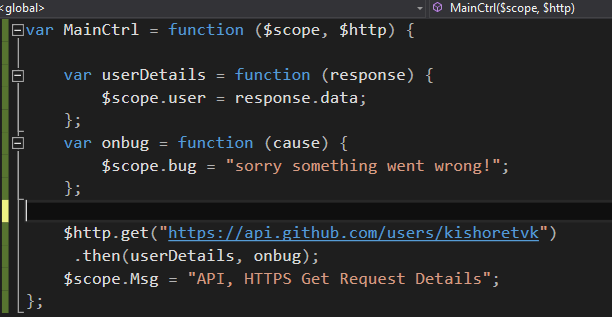 <global>
MainCtrl($scope, $http)
var MainCtrl = function ($scope, $http) {
var userDetails = function (response) {
$scope.user = response.data;
};
var onbug = function (cause) {
$scope.bug = "sorry something went wrong!";
};
$http.get("https://api.github.com/users/kishoretvk")
.then(userDetails, onbug);
$scope.Msg = "API, HTTPS Get Request Details";
};